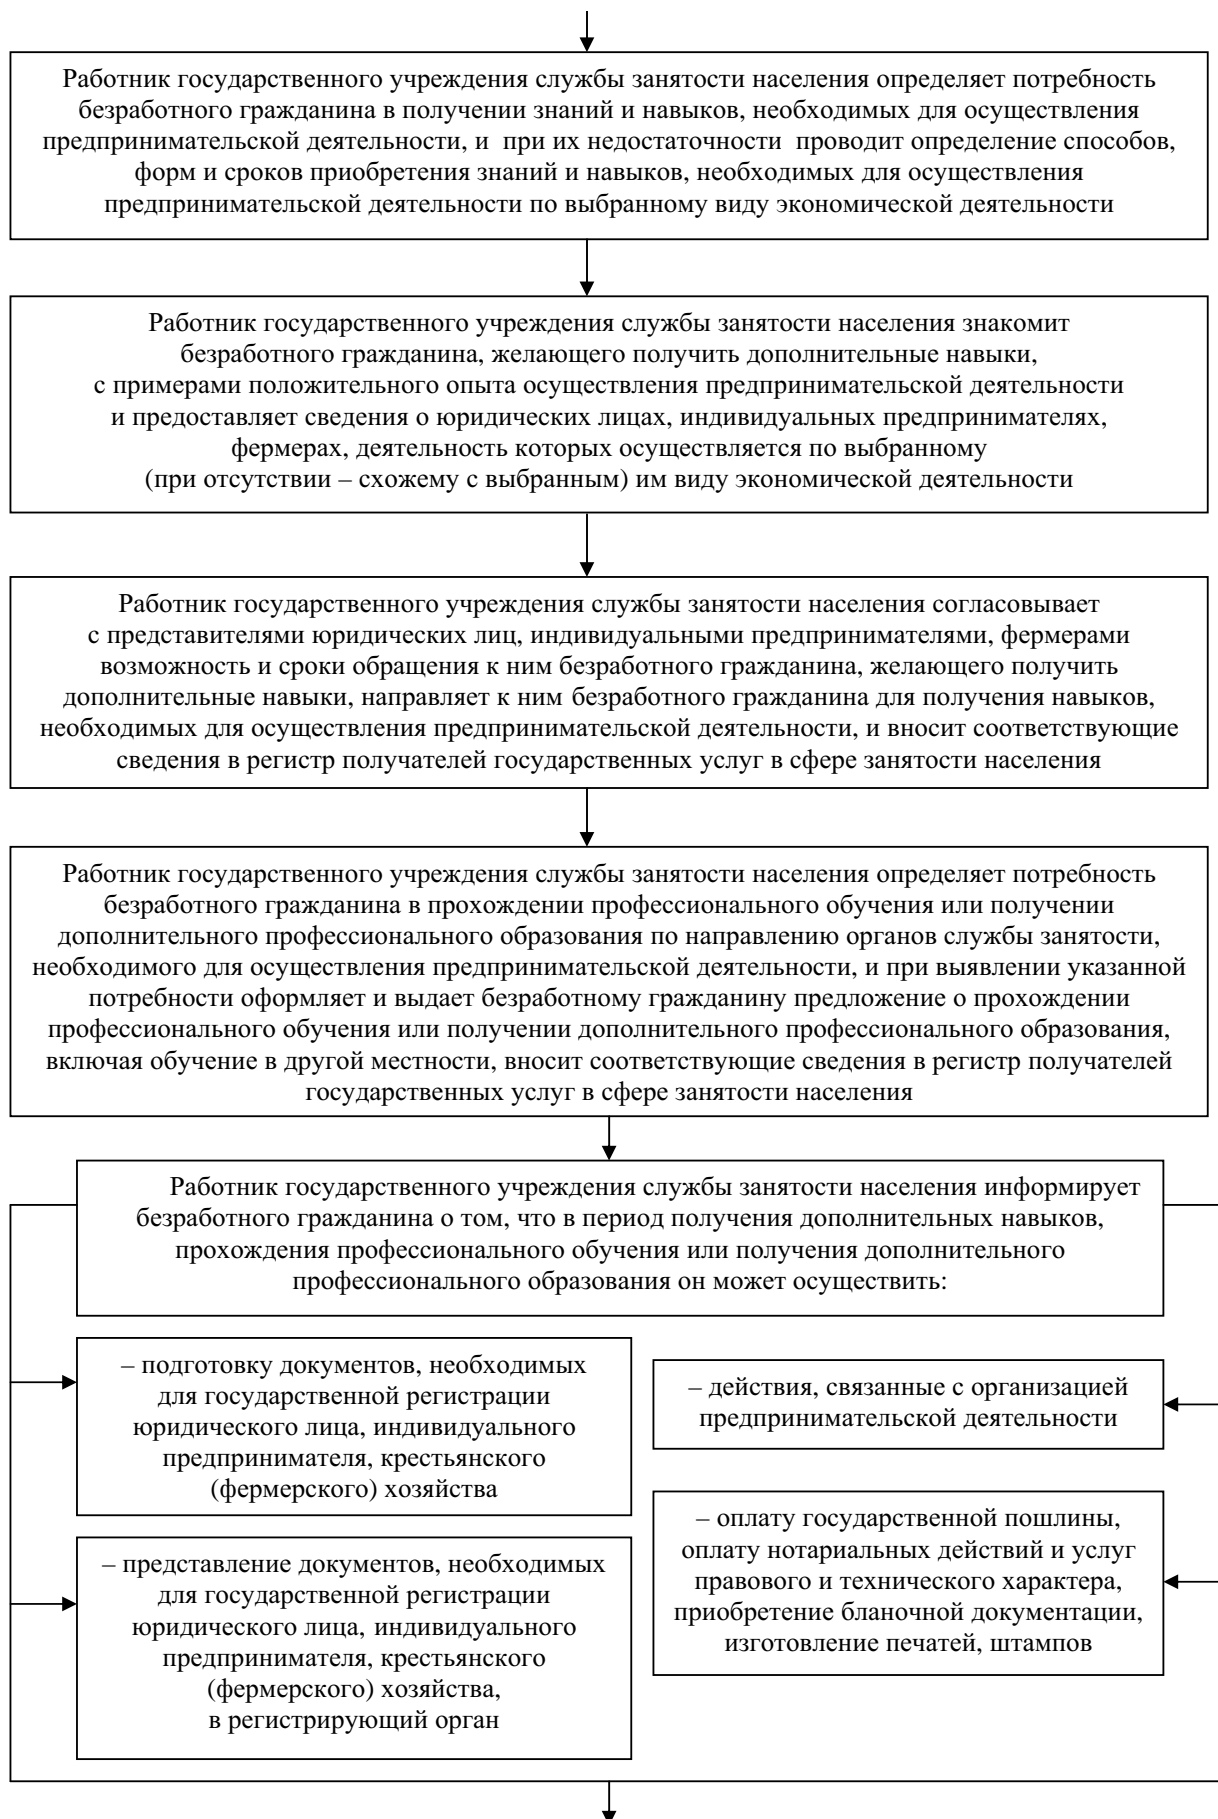 Работник государственного учреждения службы занятости населения определяет потребность
безработного гражданина в получении знаний и навыков, необходимых для осуществления
предпринимательской деятельности, и при их недостаточности проводит определение способов,
форм и сроков приобретения знаний и навыков, необходимых для осуществления
предпринимательской деятельности по выбранному виду экономической деятельности
Работник государственного учреждения службы занятости населения знакомит
безработного гражданина, желающего получить дополнительные навыки,
с примерами положительного опыта осуществления предпринимательской деятельности
и предоставляет сведения о юридических лицах, индивидуальных предпринимателях,
фермерах, деятельность которых осуществляется по выбранному
(при отсутствии – схожему с выбранным) им виду экономической деятельности
Работник государственного учреждения службы занятости населения согласовывает
с представителями юридических лиц, индивидуальными предпринимателями, фермерами
возможность и сроки обращения к ним безработного гражданина, желающего получить
дополнительные навыки, направляет к ним безработного гражданина для получения навыков,
необходимых для осуществления предпринимательской деятельности, и вносит соответствующие
сведения в регистр получателей государственных услуг в сфере занятости населения
Работник государственного учреждения службы занятости населения определяет потребность
безработного гражданина в прохождении профессионального обучения или получении
дополнительного профессионального образования по направлению органов службы занятости,
необходимого для осуществления предпринимательской деятельности, и при выявлении указанной
потребности оформляет и выдает безработному гражданину предложение о прохождении
профессионального обучения или получении дополнительного профессионального образования,
включая обучение в другой местности, вносит соответствующие сведения в регистр получателей
государственных услуг в сфере занятости населения
Работник государственного учреждения службы занятости населения информирует
безработного гражданина о том, что в период получения дополнительных навыков,
прохождения профессионального обучения или получения дополнительного
профессионального образования он может осуществить:
– подготовку документов, необходимых
для государственной регистрации
юридического лица, индивидуального
предпринимателя, крестьянского
(фермерского) хозяйства
– действия, связанные с организацией
предпринимательской деятельности
– представление документов, необходимых
для государственной регистрации
юридического лица, индивидуального
предпринимателя, крестьянского
(фермерского) хозяйства,
в регистрирующий орган
– оплату государственной пошлины,
оплату нотариальных действий и услуг
правового и технического характера,
приобретение бланочной документации,
изготовление печатей, штампов